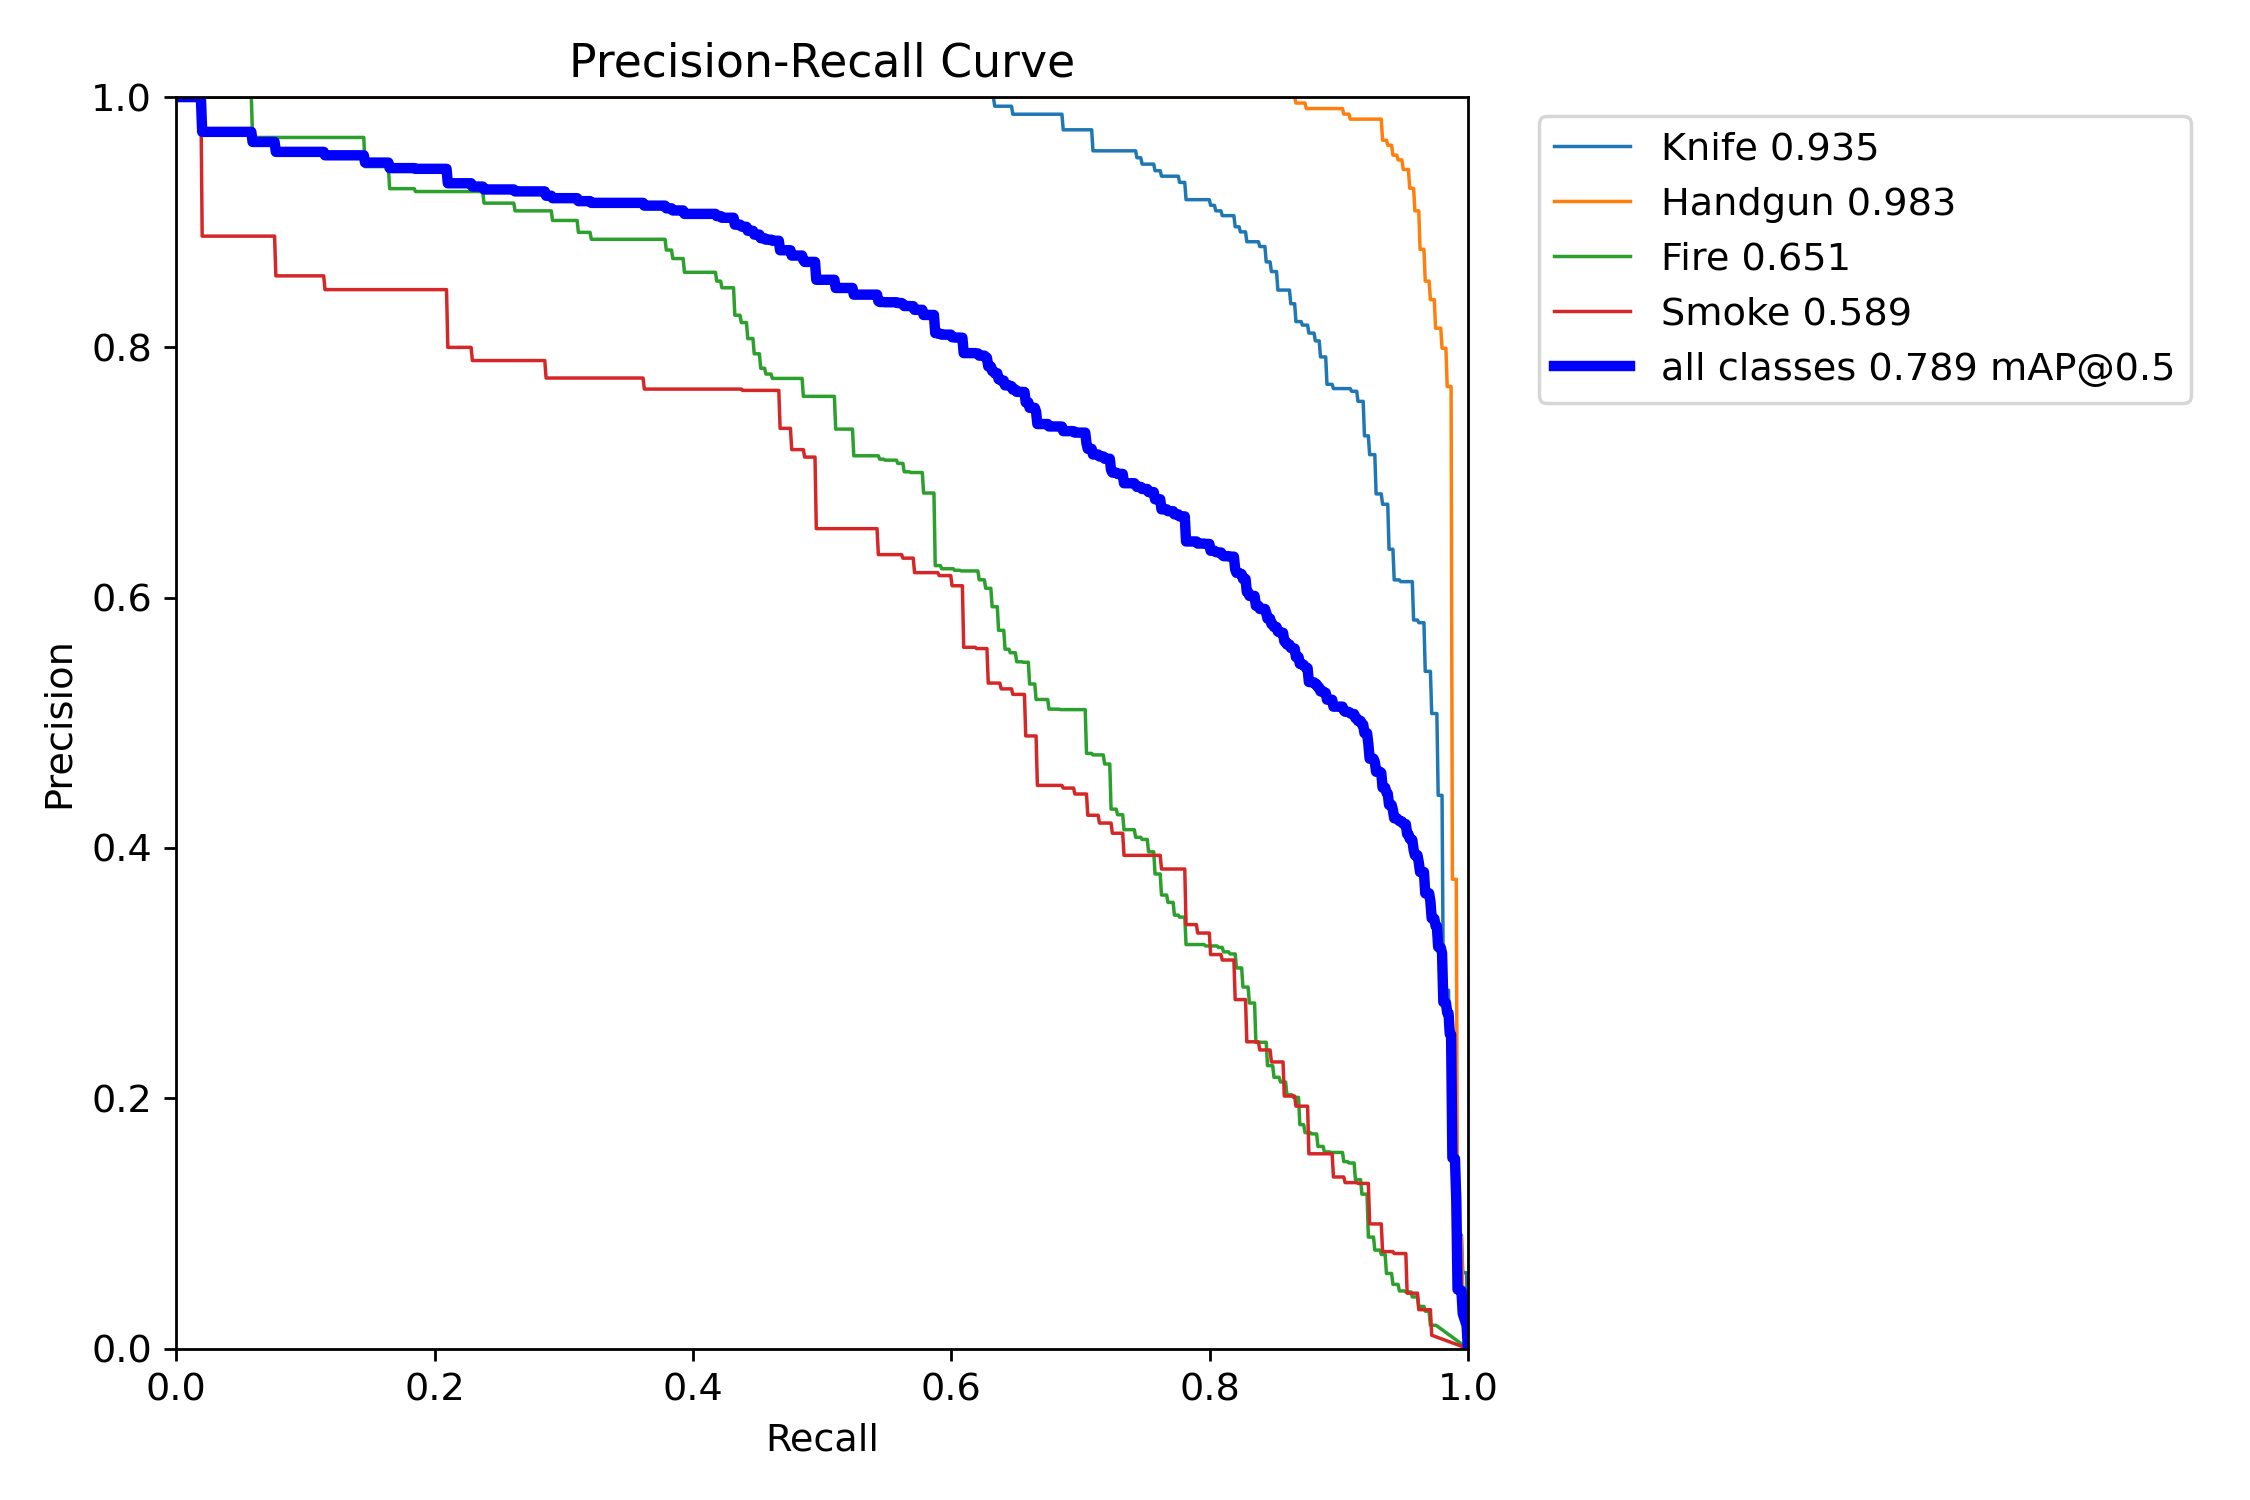 Precision-Recall Curve
1.0
0.8
0.6
0.4
0.2
0.0
Precision
0.0 0.2 0.4 0.6 0.8 1.0
Recall
Knife 0.935
Handgun 0.983
Fire 0.651
Smoke 0.589
all classes 0.789 mAP@0.5